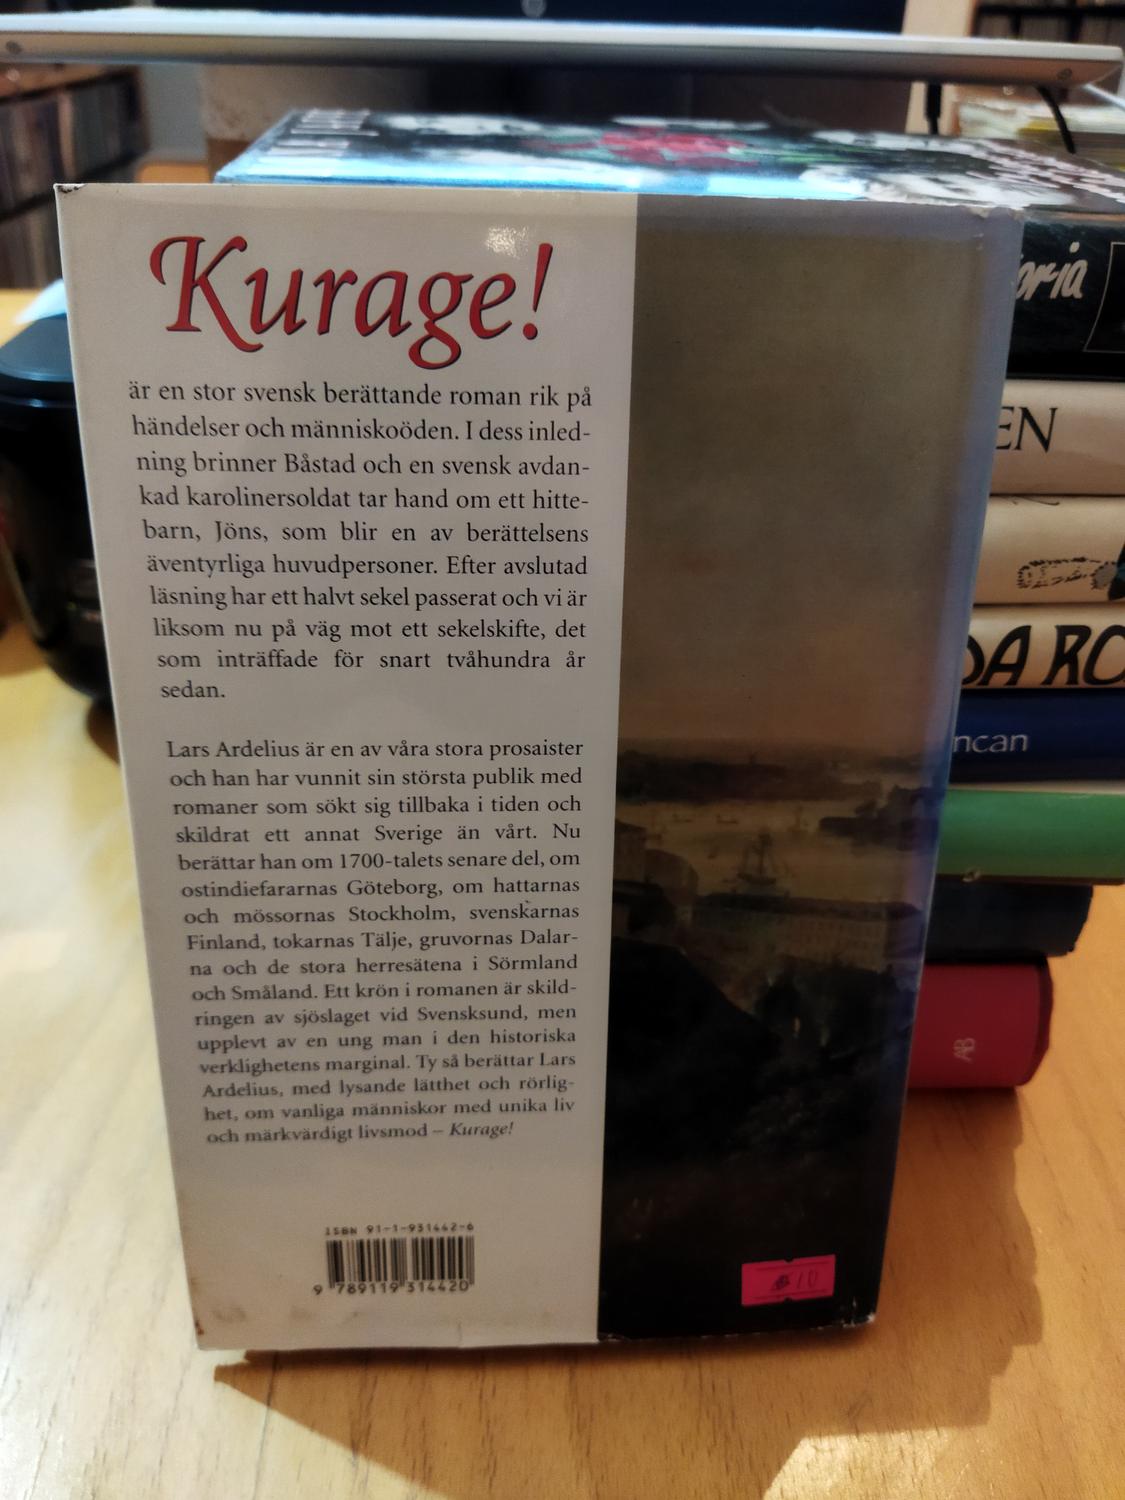 Kurage!
är en stor svensk berättande roman rik på
händelser och människoöden. I dess inled-
ning brinner Båstad och en svensk avdan-
kad karolinersoldat tar hand om ett hitte-
barn, Jöns, som blir en av berättelsens
äventyrliga huvudpersoner. Efter avslutad
läsning har ett halvt sekel passerat och vi är
liksom nu på väg mot ett sekelskifte, det
som inträffade för snart tvåhundra år
sedan.
Lars Ardelius är en av våra stora prosaister
och han har vunnit sin största publik med
romaner som sökt sig tillbaka i tiden och
skildrat ett annat Sverige än vårt. Nu
berättar han om 1700-talets senare del, om
ostindiefararnas Göteborg, om hattarnas
och mössornas Stockholm, svenskarnas
Finland, tokarnas Tälje, gruvornas Dalar-
na och de stora herresätena i Sörmland
och Småland. Ett krön i romanen är skild-
ringen av sjöslaget vid Svensksund, men
upplevt av en ung man i den historiska
verklighetens marginal. Ty så berättar Lars
Ardelius, med lysande lätthet och rörlig-
het, om vanliga människor med unika liv
och märkvärdigt livsmod – Kurage!
ISBN 91-1-931442-6
9 789119 314420
10
oria
EN
DA RO
ncan
AB